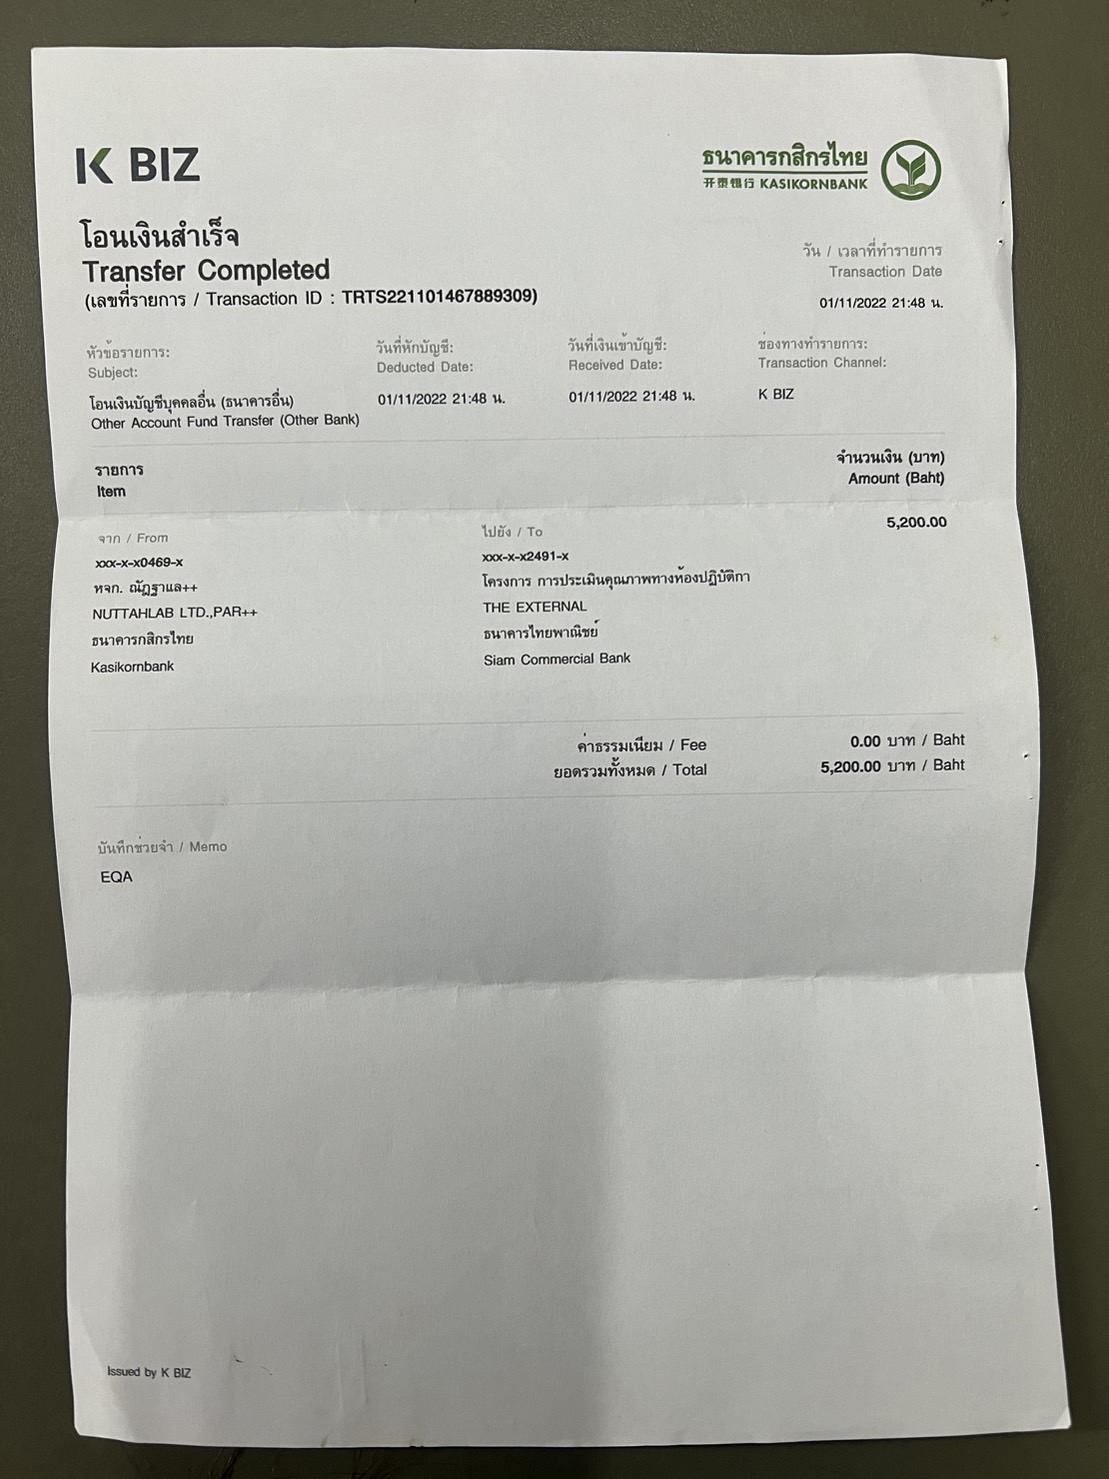 K BIZ
ธนาคารกสิกรไทย
开泰银行 KASIKORNBANK
โอนเงินสำเร็จ
Transfer Completed
(เลขที่รายการ / Transaction ID : TRTS221101467889309)
วัน / เวลาที่ทำรายการ
Transaction Date
01/11/2022 21:48 น.
หัวข้อรายการ:
Subject:
โอนเงินบัญชีบุคคลอื่น (ธนาคารอื่น)
Other Account Fund Transfer (Other Bank)
วันที่หักบัญชี:
Deducted Date:
01/11/2022 21:48 น.
วันที่เงินเข้าบัญชี:
Received Date:
01/11/2022 21:48 น.
ช่องทางทำรายการ:
Transaction Channel:
K BIZ
รายการ
Item
จำนวนเงิน (บาท)
Amount (Baht)
จาก / From
xxx-x-x0469-x
หจก. ณัฎฐาแล++
NUTTAHLAB LTD.,PAR++
ธนาคารกสิกรไทย
Kasikornbank
ไปยัง / To
xxx-x-x2491-x
โครงการ การประเมินคุณภาพทางห้องปฏิบัติกา
THE EXTERNAL
ธนาคารไทยพาณิชย์
Siam Commercial Bank
5,200.00
ค่าธรรมเนียม / Fee 0.00 บาท / Baht
ยอดรวมทั้งหมด / Total 5,200.00 บาท / Baht
บันทึกช่วยจำ / Memo
EQA
Issued by K BIZ